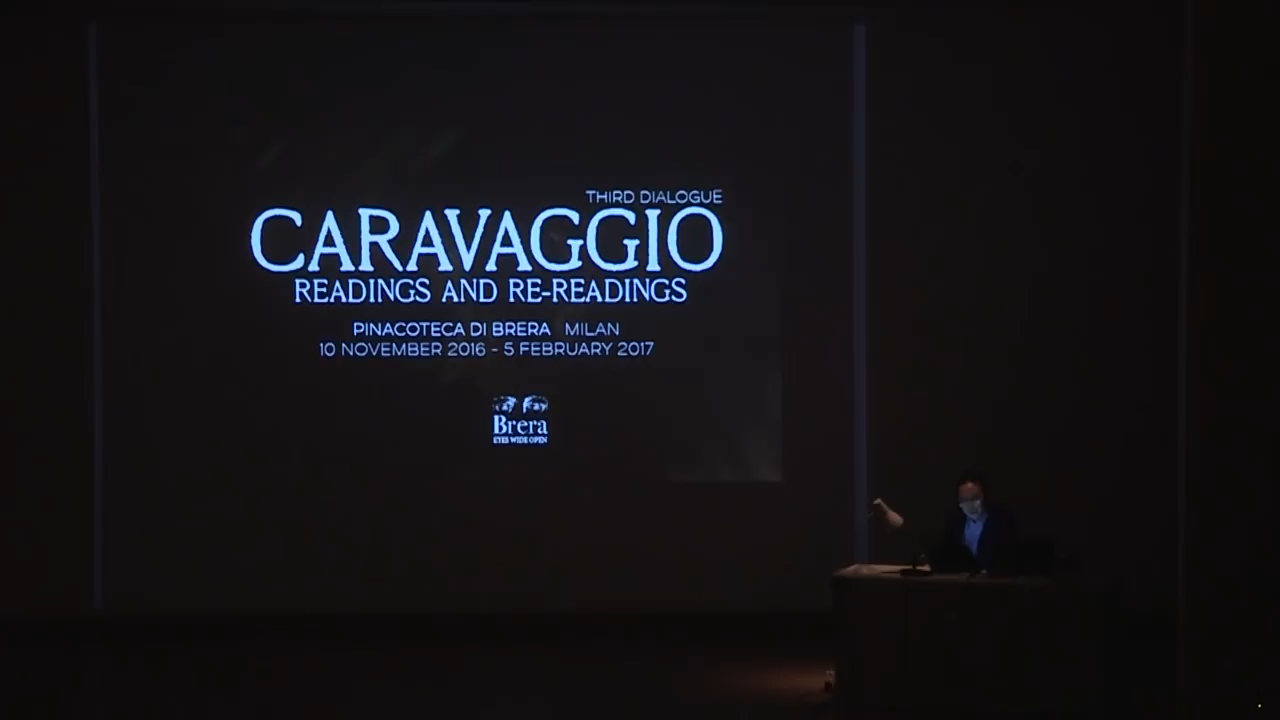 THIRD DIALOGUE
CARAVAGGIO
READINGS AND RE-READINGS
PINACOTECA DI BRERA MILAN
10 NOVEMBER 2016 - 5 FEBRUARY 2017
Brera
EYES WIDE OPEN